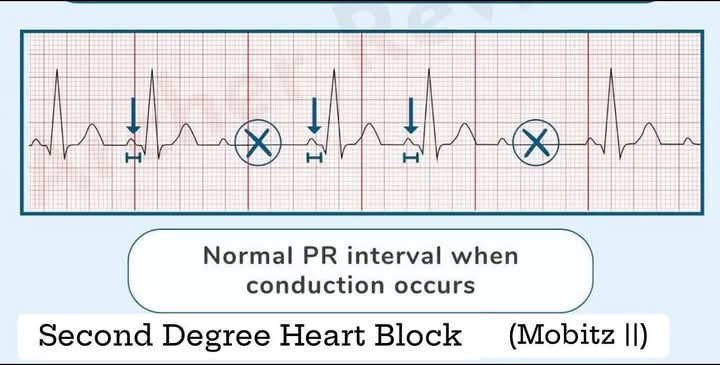 Normal PR interval when
conduction occurs
Second Degree Heart Block (Mobitz ||)